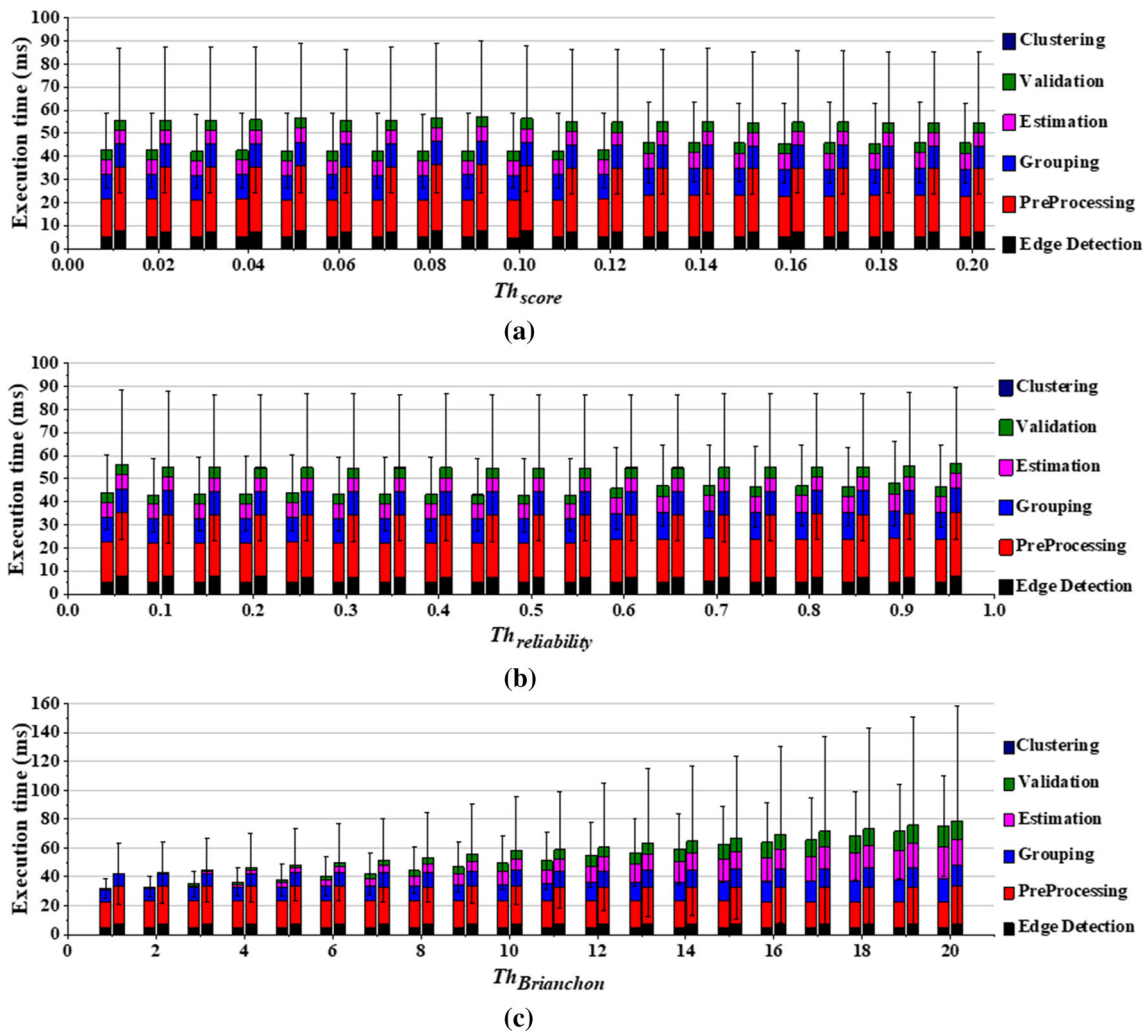 100
90
80
70
60
50
40
30
20
10
0
Execution time (ms)
Clustering
Validation
Estimation
Grouping
PreProcessing
Edge Detection
0.00 0.02 0.04 0.06 0.08 0.10 0.12 0.14 0.16 0.18 0.20
Th_score
(a)
100
90
80
70
60
50
40
30
20
10
0
Execution time (ms)
Clustering
Validation
Estimation
Grouping
PreProcessing
Edge Detection
0.0 0.1 0.2 0.3 0.4 0.5 0.6 0.7 0.8 0.9 1.0
Th_reliability
(b)
160
140
120
100
80
60
40
20
0
Execution time (ms)
Clustering
Validation
Estimation
Grouping
PreProcessing
Edge Detection
0 2 4 6 8 10 12 14 16 18 20
Th_Brianchon
(c)